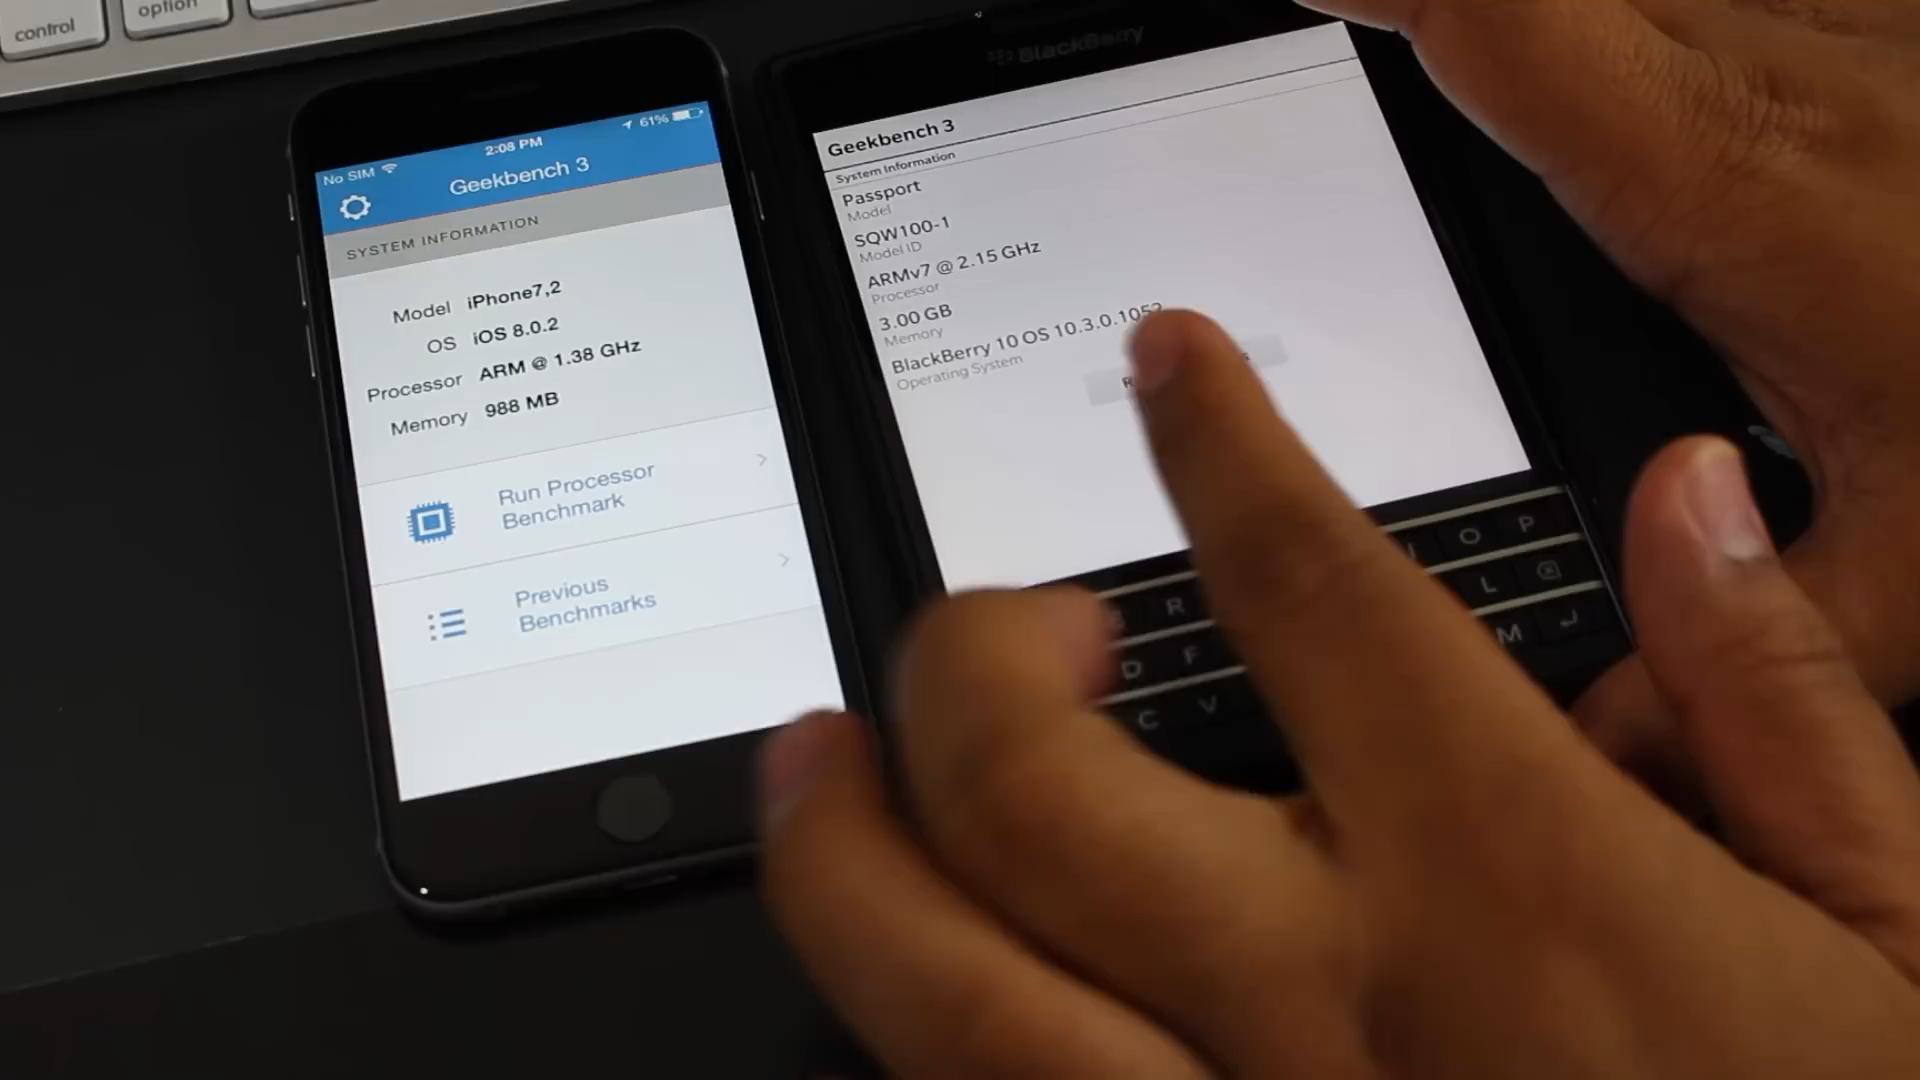 control
option
No SIM
2:08 PM
61%
Geekbench 3
SYSTEM INFORMATION
Model iPhone7,2
OS iOS 8.0.2
Processor ARM @ 1.38 GHz
Memory 988 MB
Run Processor
Benchmark
Previous
Benchmarks
BlackBerry
Geekbench 3
System Information
Passport
Model
SQW100-1
Model ID
ARMv7 @ 2.15 GHz
Processor
3.00 GB
Memory
BlackBerry 10 OS 10.3.0.1052
Operating System
R O P
D F L
C V M